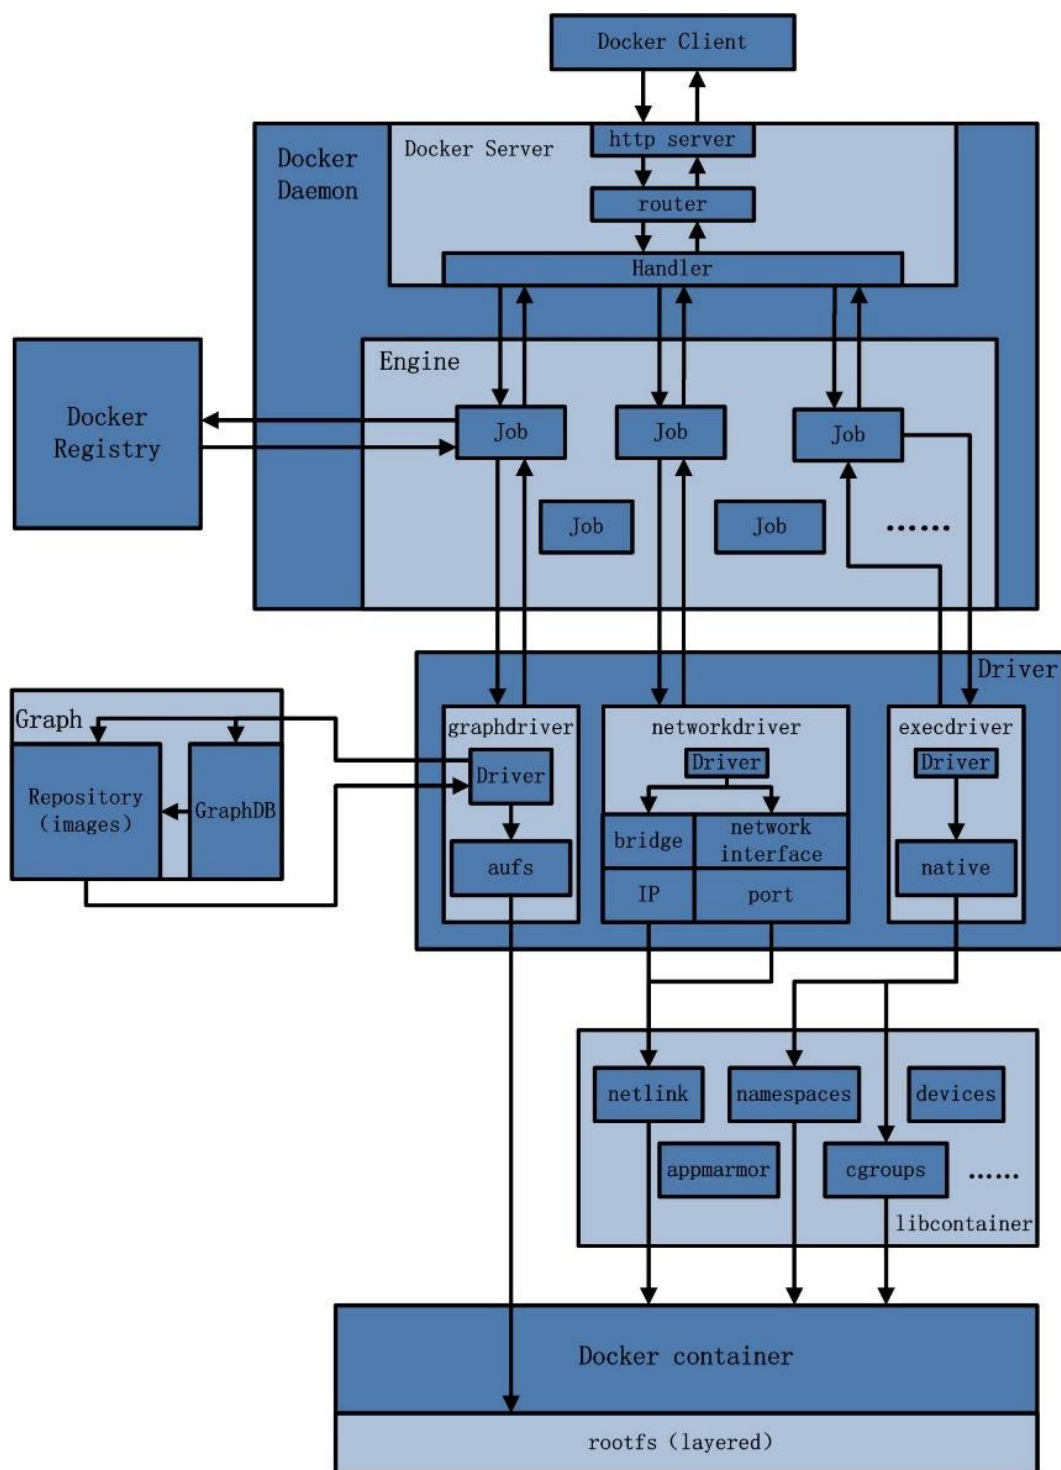 Docker Client
Docker
Daemon
Docker Server
http server
router
Handler
Engine
Docker
Registry
Job
Job
Job
Job
Job
......
Driver
Graph
Repository
(images)
GraphDB
graphdriver
Driver
aufs
networkdriver
Driver
bridge
network
interface
IP
port
execdriver
Driver
native
netlink
namespaces
devices
appmarmor
cgroups
......
libcontainer
Docker container
rootfs (layered)